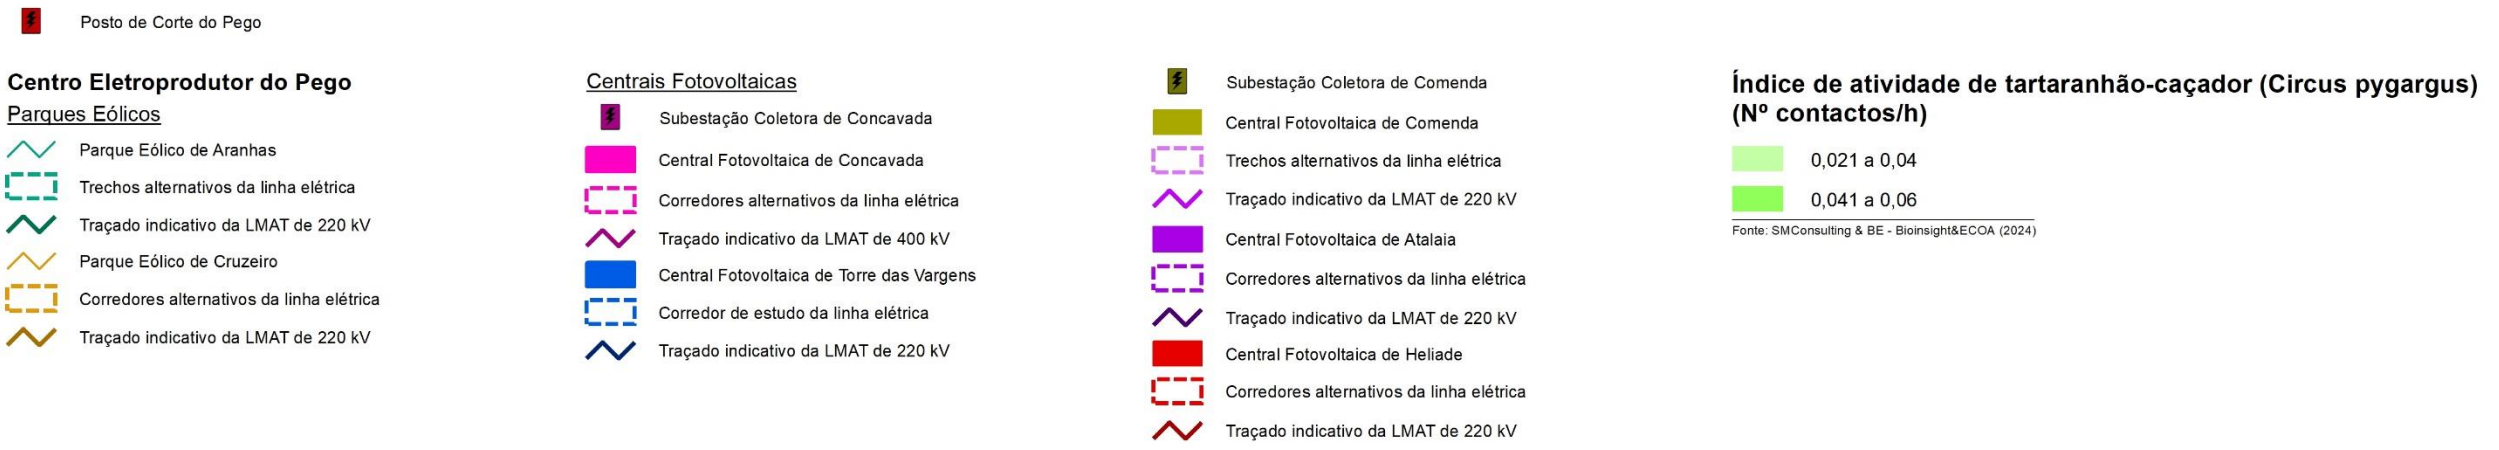 Posto de Corte do Pego
Centro Eletroprodutor do Pego
Parques Eólicos
Parque Eólico de Aranhas
Trechos alternativos da linha elétrica
Traçado indicativo da LMAT de 220 kV
Parque Eólico de Cruzeiro
Corredores alternativos da linha elétrica
Traçado indicativo da LMAT de 220 kV
Centrais Fotovoltaicas
Subestação Coletora de Concavada
Central Fotovoltaica de Concavada
Corredores alternativos da linha elétrica
Traçado indicativo da LMAT de 400 kV
Central Fotovoltaica de Torre das Vargens
Corredor de estudo da linha elétrica
Traçado indicativo da LMAT de 220 kV
Subestação Coletora de Comenda
Central Fotovoltaica de Comenda
Trechos alternativos da linha elétrica
Traçado indicativo da LMAT de 220 kV
Central Fotovoltaica de Atalaia
Corredores alternativos da linha elétrica
Traçado indicativo da LMAT de 220 kV
Central Fotovoltaica de Heliade
Corredores alternativos da linha elétrica
Traçado indicativo da LMAT de 220 kV
Índice de atividade de tartaranhão-caçador (Circus pygargus)
(Nº contactos/h)
0,021 a 0,04
0,041 a 0,06
Fonte: SMConsulting & BE - Bioinsight&ECOA (2024)